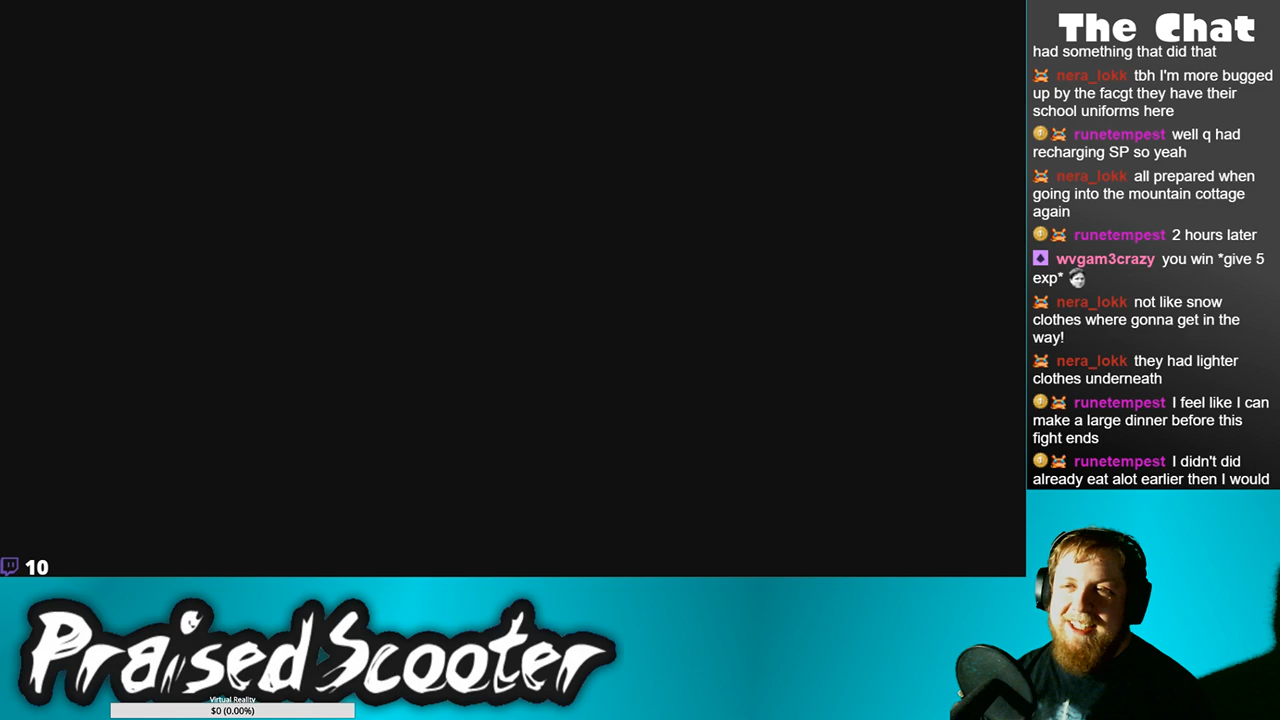 The Chat
had something that did that
nera_lokk tbh I'm more bugged
up by the facgt they have their
school uniforms here
runetempest well q had
recharging SP so yeah
nera_lokk all prepared when
going into the mountain cottage
again
runetempest 2 hours later
wvgam3crazy you win *give 5
exp*
nera_lokk not like snow
clothes where gonna get in the
way!
nera_lokk they had lighter
clothes underneath
runetempest I feel like I can
make a large dinner before this
fight ends
runetempest I didn't did
already eat alot earlier then I would
10
PraisedScooter
Virtual Reality
$0 (0.00%)